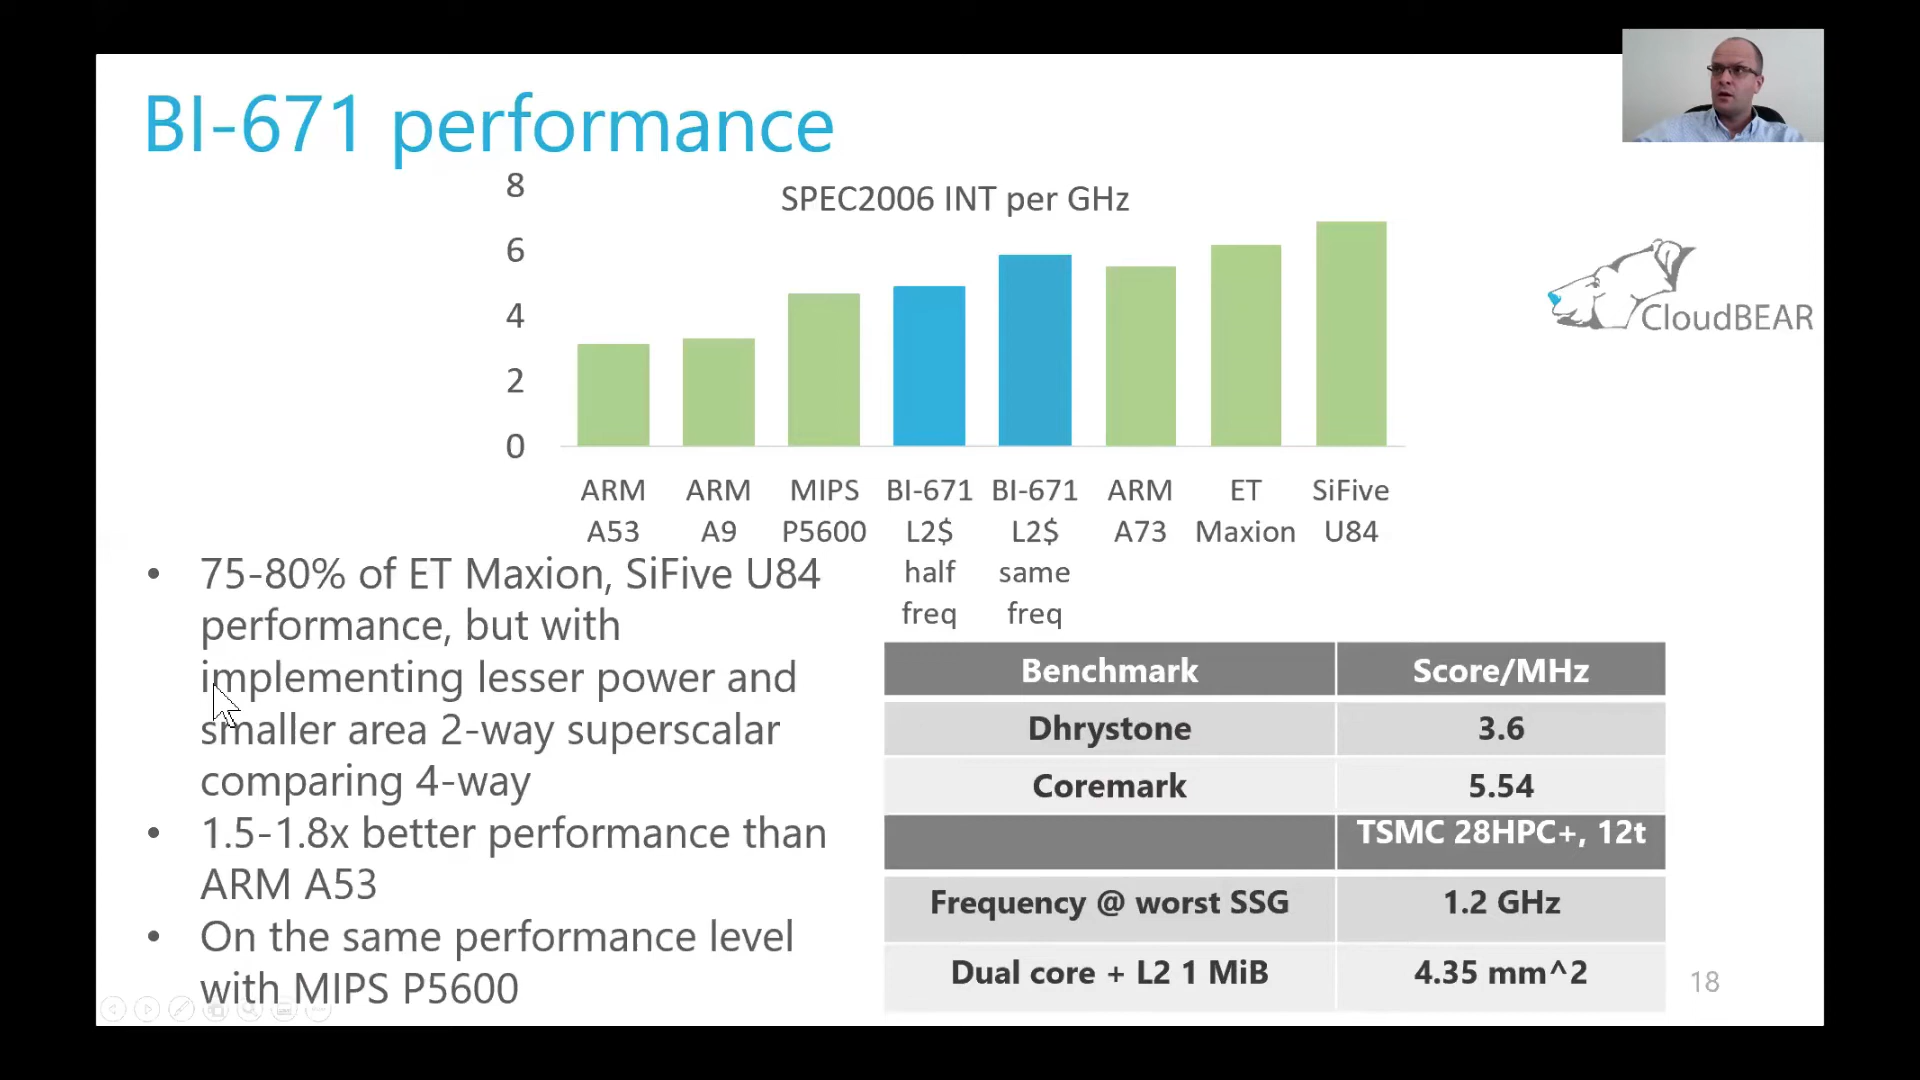 BI-671 performance
SPEC2006 INT per GHz
8
6
4
2
0
ARM A53
ARM A9
MIPS P5600
BI-671 L2$ half freq
BI-671 L2$ same freq
ARM A73
ET Maxion
SiFive U84
CloudBEAR
• 75-80% of ET Maxion, SiFive U84
performance, but with
implementing lesser power and
smaller area 2-way superscalar
comparing 4-way
• 1.5-1.8x better performance than
ARM A53
• On the same performance level
with MIPS P5600
Benchmark Score/MHz
Dhrystone 3.6
Coremark 5.54
TSMC 28HPC+, 12t
Frequency @ worst SSG 1.2 GHz
Dual core + L2 1 MiB 4.35 mm^2
18